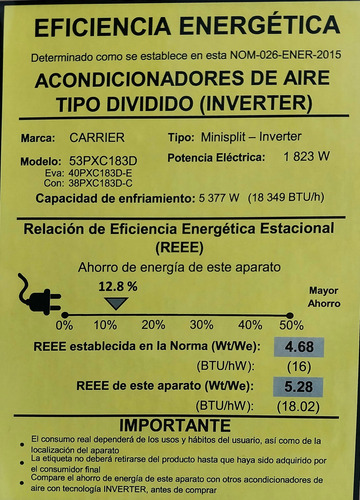 EFICIENCIA ENERGÉTICA
Determinado como se establece en esta NOM-026-ENER-2015
ACONDICIONADORES DE AIRE
TIPO DIVIDIDO (INVERTER)
Marca: CARRIER Tipo: Minisplit – Inverter
Modelo: 53PXC183D Potencia Eléctrica: 1 823 W
Eva: 40PXC183D-E
Con: 38PXC183D-C
Capacidad de enfriamiento: 5 377 W (18 349 BTU/h)
Relación de Eficiencia Energética Estacional
(REEE)
Ahorro de energía de este aparato
12.8 %
Mayor
Ahorro
0% 10% 20% 30% 40% 50%
REEE establecida en la Norma (Wt/We): 4.68
(BTU/hW): (16)
REEE de este aparato (Wt/We): 5.28
(BTU/hW): (18.02)
IMPORTANTE
• El consumo real dependerá de los usos y hábitos del usuario, así como de la
localización del aparato
• La etiqueta no deberá retirarse del producto hasta que haya sido adquirido por
el consumidor final
• Compare el ahorro de energía de este aparato con otros acondicionadores de
aire con tecnología INVERTER, antes de comprar